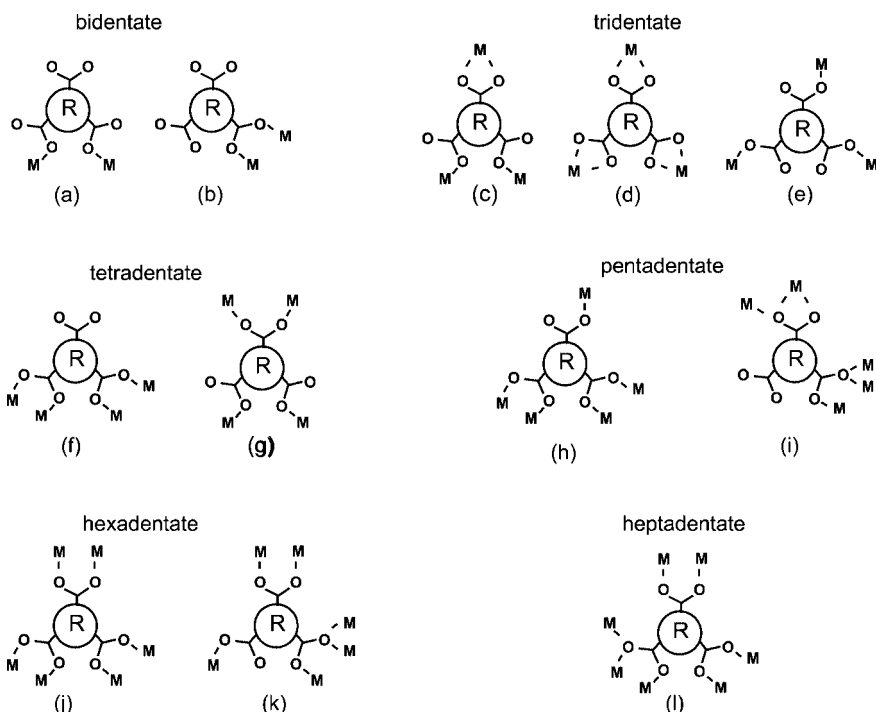 bidentate
tridentate
M
M
M
O O
O O
O O
O O
O
R
R
R
R
R
O
O
O
O
O
O
O
O
O
M
O
M
O
O
O
O
O
O
O
O
O
O
M
M
M
M
M
M
M
M
(a)
(b)
(c)
(d)
(e)
tetradentate
pentadentate
M
M
M
M
M
O O
O O
O O
O O
R
R
R
R
M
O
O
M
O
O
O
O
M
O
O
M
M
O
O
O
O
O
O
O
O
M
M
M
M
M
M
M
M
(f)
(g)
(h)
(i)
hexadentate
heptadentate
M M
M M
M M
O O
O O
O O
R
R
R
M
M
O
O
M
O
O
M
O
O
M
M
O
O
M
O
O
M
O
O
M
M
M
M
M
(j)
(k)
(l)